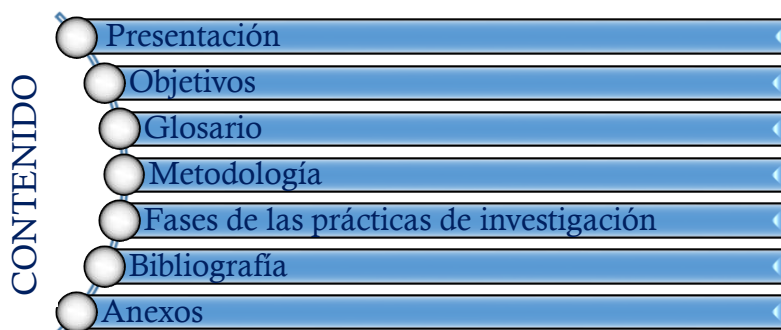 CONTENIDO
Presentación
Objetivos
Glosario
Metodología
Fases de las prácticas de investigación
Bibliografía
Anexos